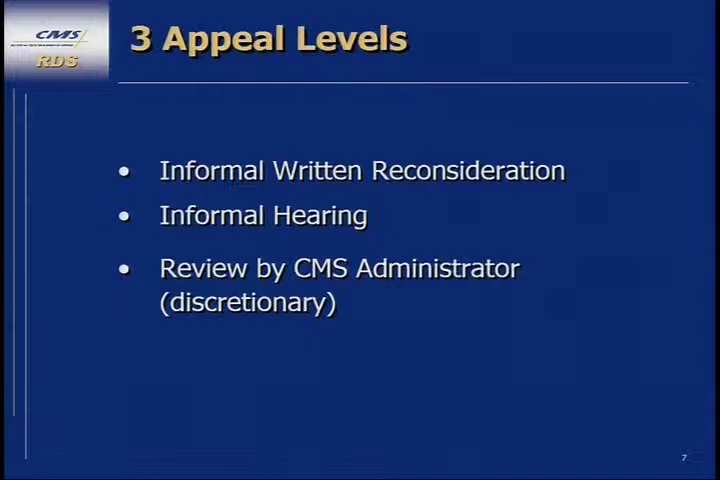 CMS
RDS
3 Appeal Levels
• Informal Written Reconsideration
• Informal Hearing
• Review by CMS Administrator
(discretionary)
7